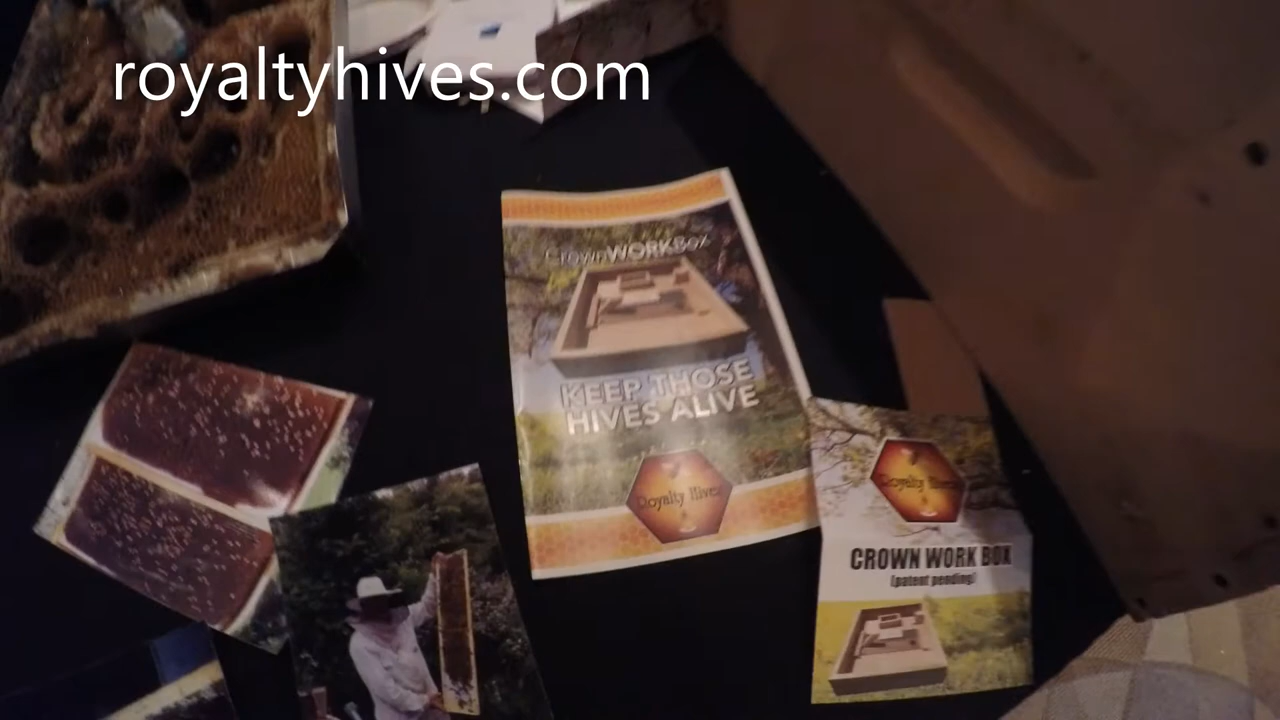 royaltyhives.com
CrownWORKBox
KEEP THOSE
HIVES ALIVE
Royalty Hives
Royalty Hives
CROWN WORK BOX
(patent pending)